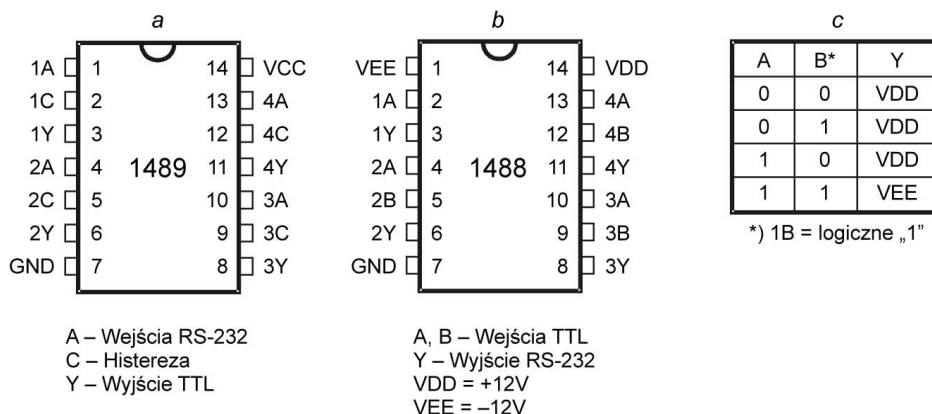 a
1A 1 14 VCC
1C 2 13 4A
1Y 3 12 4C
2A 4 1489 11 4Y
2C 5 10 3A
2Y 6 9 3C
GND 7 8 3Y
A – Wejścia RS-232
C – Histereza
Y – Wyjście TTL
b
VEE 1 14 VDD
1A 2 13 4A
1Y 3 12 4B
2A 4 1488 11 4Y
2B 5 10 3A
2Y 6 9 3B
GND 7 8 3Y
A, B – Wejścia TTL
Y – Wyjście RS-232
VDD = +12V
VEE = –12V
c
A B* Y
0 0 VDD
0 1 VDD
1 0 VDD
1 1 VEE
*) 1B = logiczne „1”